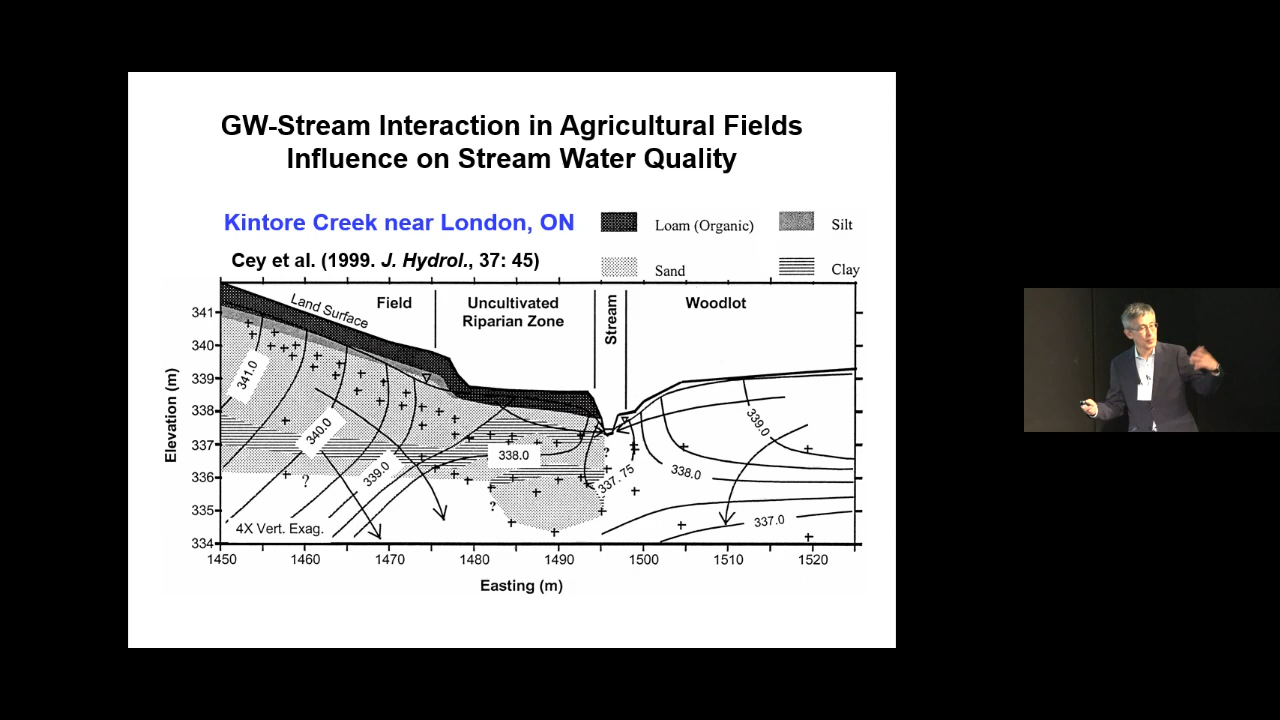 GW-Stream Interaction in Agricultural Fields
Influence on Stream Water Quality
Kintore Creek near London, ON
Cey et al. (1999. J. Hydrol., 37: 45)
Loam (Organic)
Silt
Sand
Clay
Land Surface
Field
Uncultivated
Riparian Zone
Stream
Woodlot
Elevation (m)
341
340
339
338
337
336
335
334
341.0
340.0
339.0
338.0
337.75
339.0
338.0
337.0
?
?
?
4X Vert. Exag.
1450
1460
1470
1480
1490
1500
1510
1520
Easting (m)